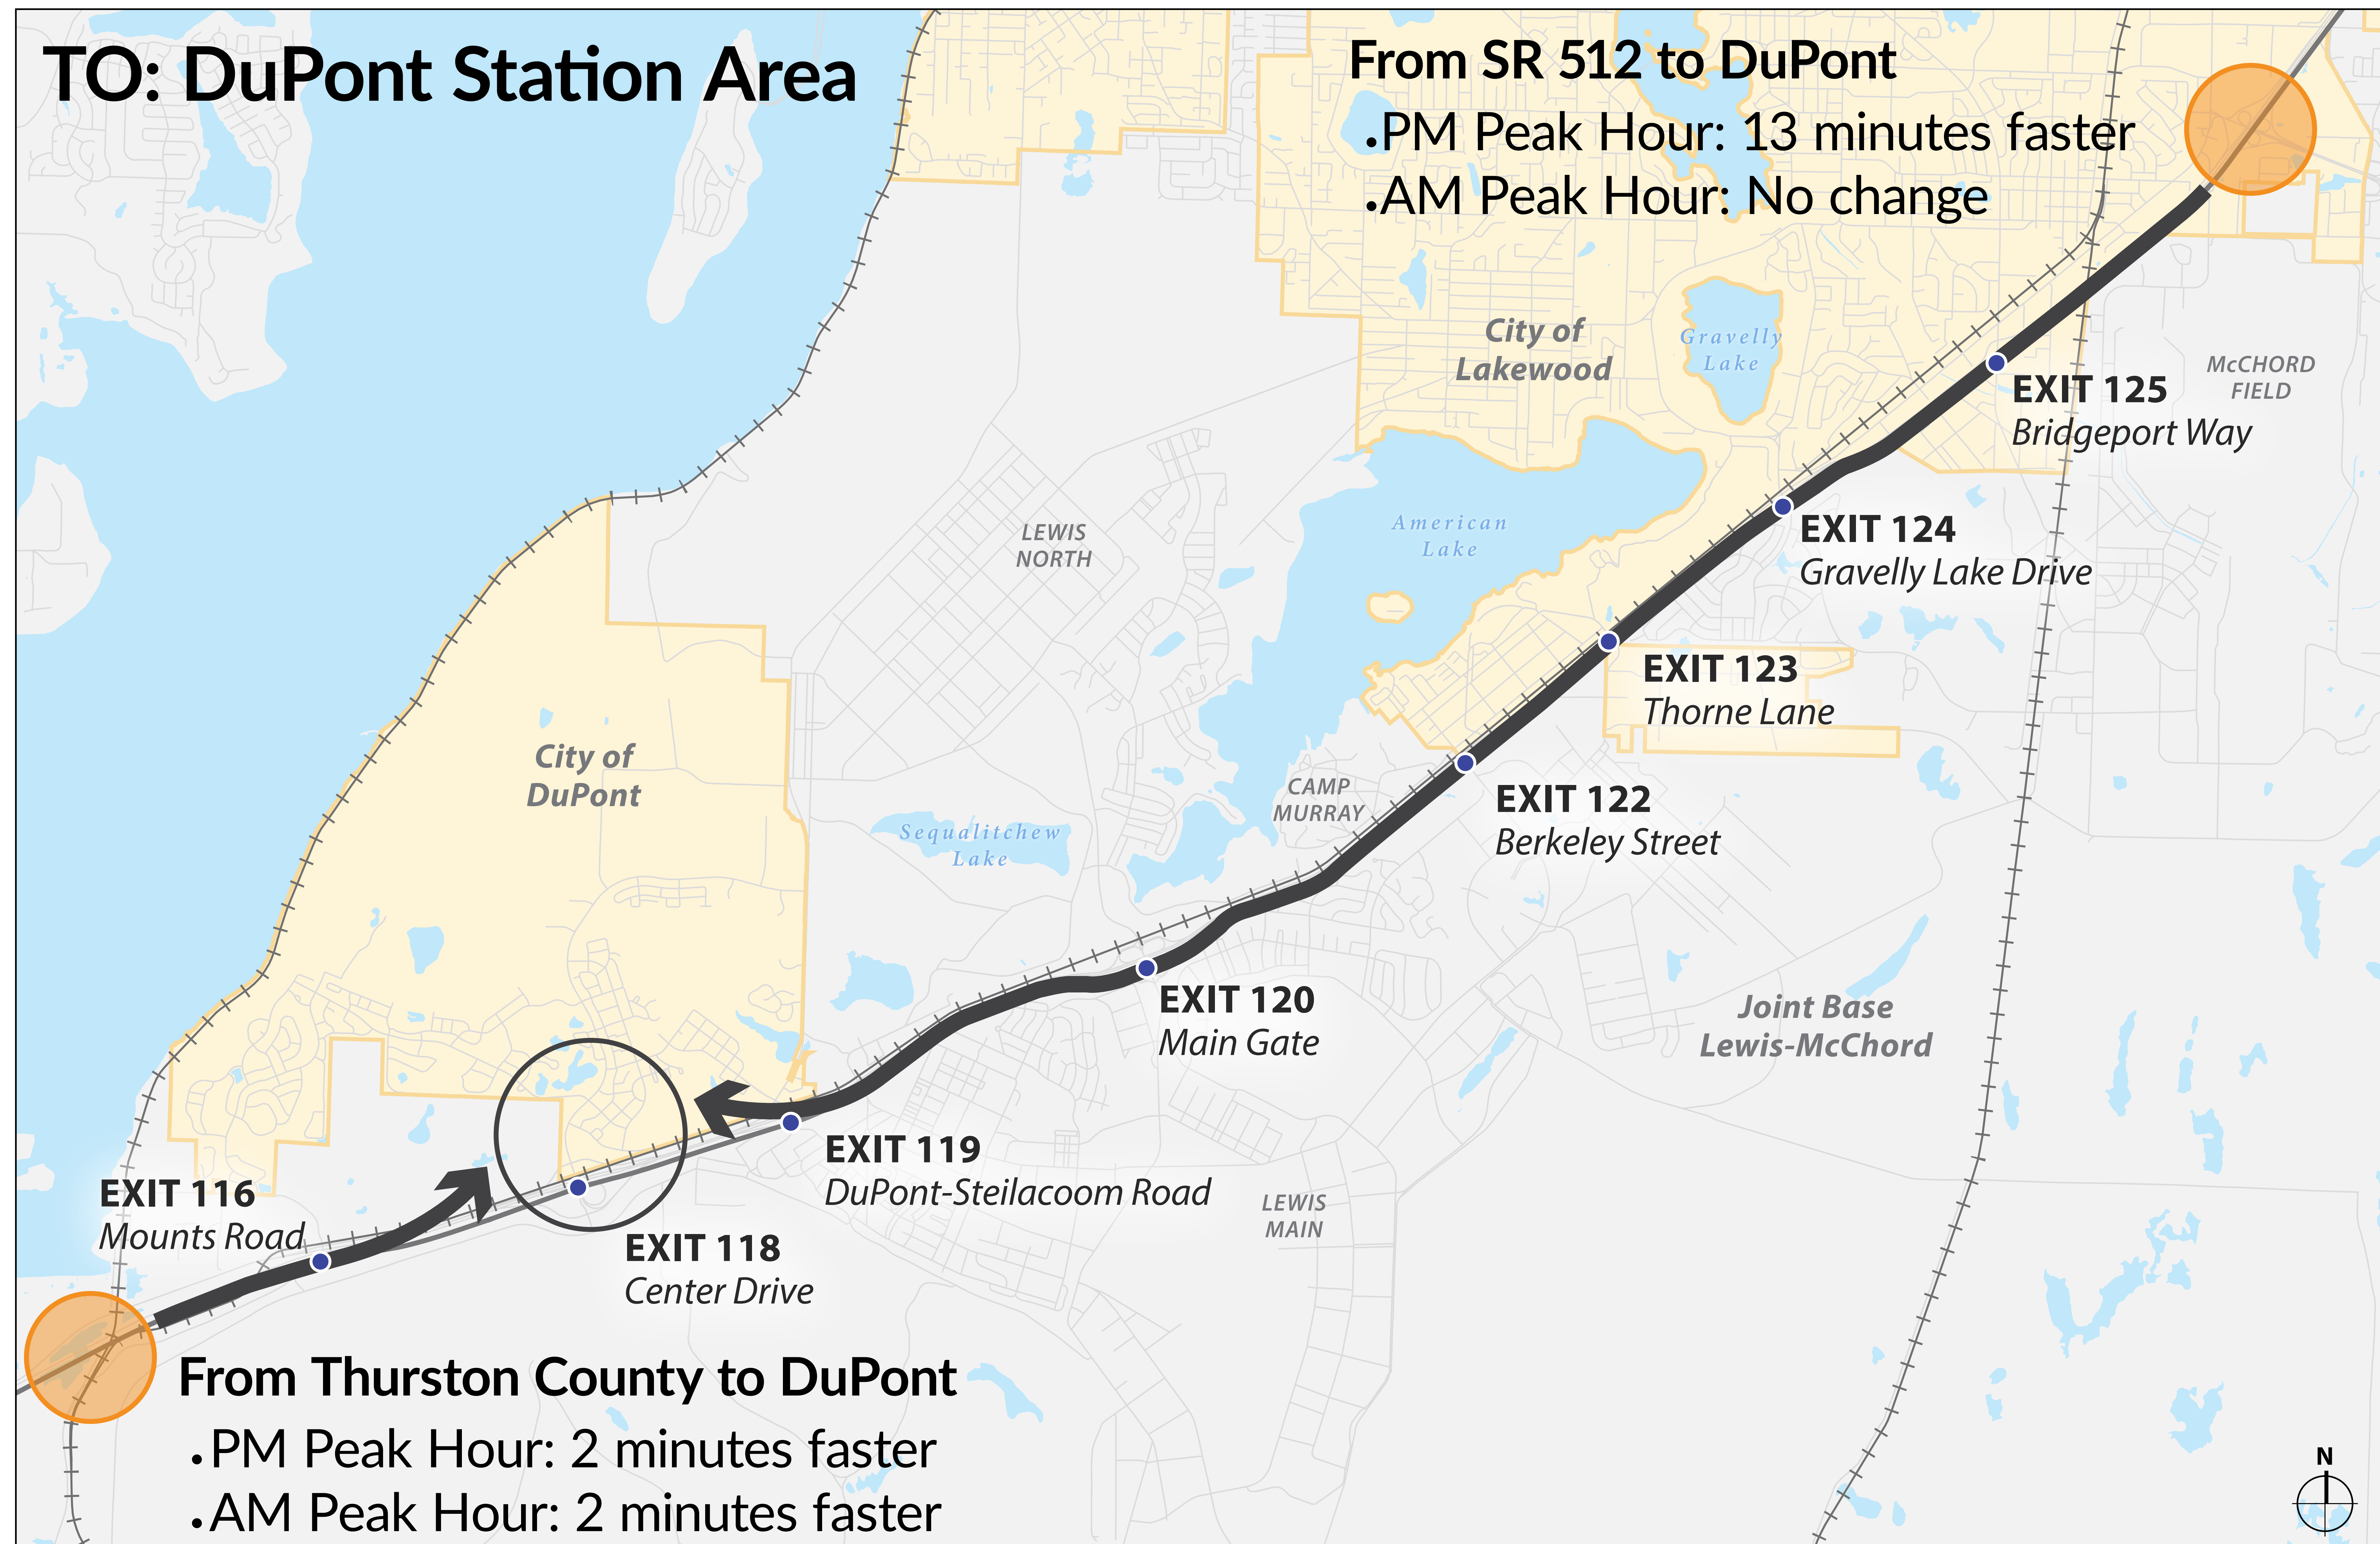 TO: DuPont Station Area
From SR 512 to DuPont
•PM Peak Hour: 13 minutes faster
•AM Peak Hour: No change
City of
Lakewood
Gravelly
Lake
McCHORD
FIELD
EXIT 125
Bridgeport Way
American
Lake
LEWIS
NORTH
EXIT 124
Gravelly Lake Drive
EXIT 123
Thorne Lane
City of
DuPont
CAMP
MURRAY
EXIT 122
Berkeley Street
Sequalitchew
Lake
EXIT 120
Main Gate
Joint Base
Lewis-McChord
EXIT 119
DuPont-Steilacoom Road
LEWIS
MAIN
EXIT 116
Mounts Road
EXIT 118
Center Drive
From Thurston County to DuPont
•PM Peak Hour: 2 minutes faster
•AM Peak Hour: 2 minutes faster
N